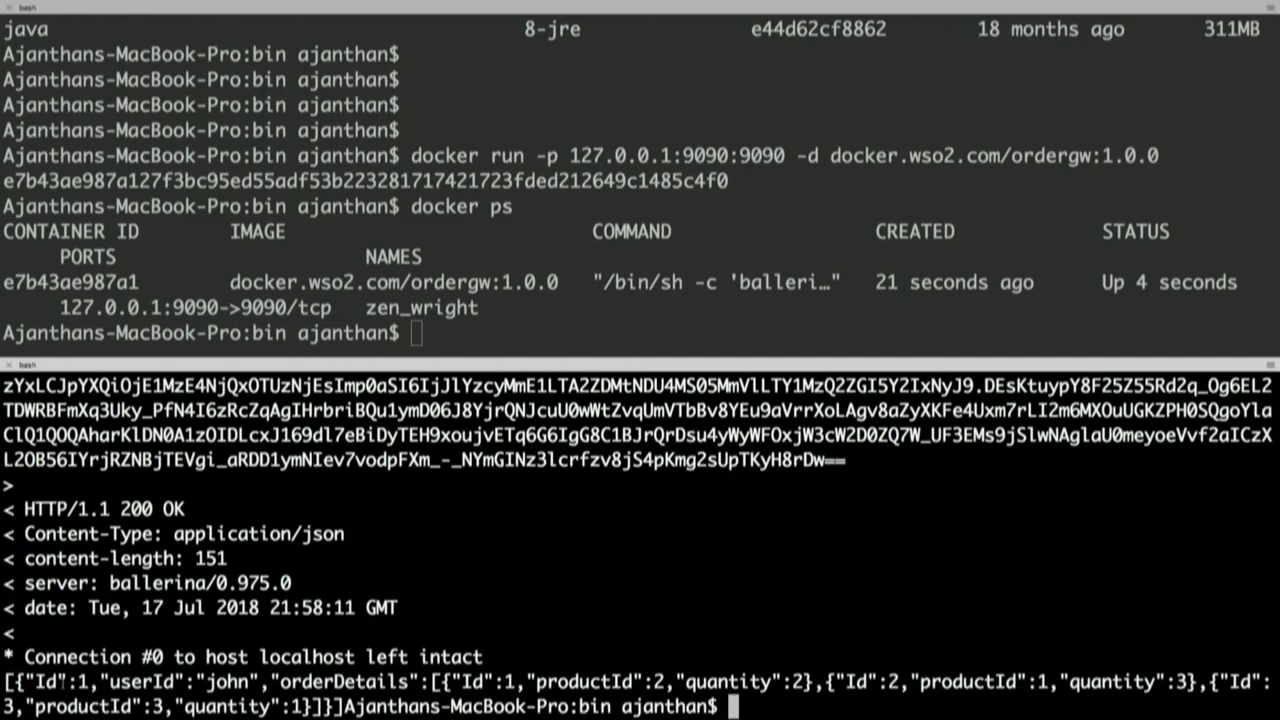 bash
java 8-jre e44d62cf8862 18 months ago 311MB
Ajanthans-MacBook-Pro:bin ajanthan$
Ajanthans-MacBook-Pro:bin ajanthan$
Ajanthans-MacBook-Pro:bin ajanthan$
Ajanthans-MacBook-Pro:bin ajanthan$
Ajanthans-MacBook-Pro:bin ajanthan$ docker run -p 127.0.0.1:9090:9090 -d docker.wso2.com/ordergw:1.0.0
e7b43ae987a127f3bc95ed55adf53b223281717421723fded212649c1485c4f0
Ajanthans-MacBook-Pro:bin ajanthan$ docker ps
CONTAINER ID IMAGE COMMAND CREATED STATUS
PORTS NAMES
e7b43ae987a1 docker.wso2.com/ordergw:1.0.0 "/bin/sh -c 'balleri…" 21 seconds ago Up 4 seconds
127.0.0.1:9090->9090/tcp zen_wright
Ajanthans-MacBook-Pro:bin ajanthan$
bash
zYxLCJpYXQiOjE1MzE4NjQxOTUzNjEsImp0aSI6IjJlYzcyMmE1LTA2ZDMtNDU4MS05MmVlLTY1MzQ2ZGI5Y2IxNyJ9.DEsKtuypY8F25Z55Rd2q_Og6EL2
TDWRBFmXq3Uky_PfN4I6zRcZqAgIHrbriBQu1ymD06J8YjrQNJcuU0wWtZvqUmVTbBv8YEu9aVrrXoLAgv8aZyXKFe4Uxm7rLI2m6MXOuUGKZPH0SQgoYla
ClQ1QOQAharKlDN0A1zOIDLcxJ169dl7eBiDyTEH9xoujvETq6G6IgG8C1BJrQrDsu4yWyWFOxjW3cW2D0ZQ7W_UF3EMs9jSlwNAglaU0meyoeVvf2aICzX
L2OB56IYrjRZNBjTEVgi_aRDD1ymNIev7vodpFXm_-_NYmGINz3lcrfzv8jS4pKmg2sUpTKyH8rDw==
>
< HTTP/1.1 200 OK
< Content-Type: application/json
< content-length: 151
< server: ballerina/0.975.0
< date: Tue, 17 Jul 2018 21:58:11 GMT
<
* Connection #0 to host localhost left intact
[{"Id":1,"userId":"john","orderDetails":[{"Id":1,"productId":2,"quantity":2},{"Id":2,"productId":1,"quantity":3},{"Id":
3,"productId":3,"quantity":1}]}]Ajanthans-MacBook-Pro:bin ajanthan$